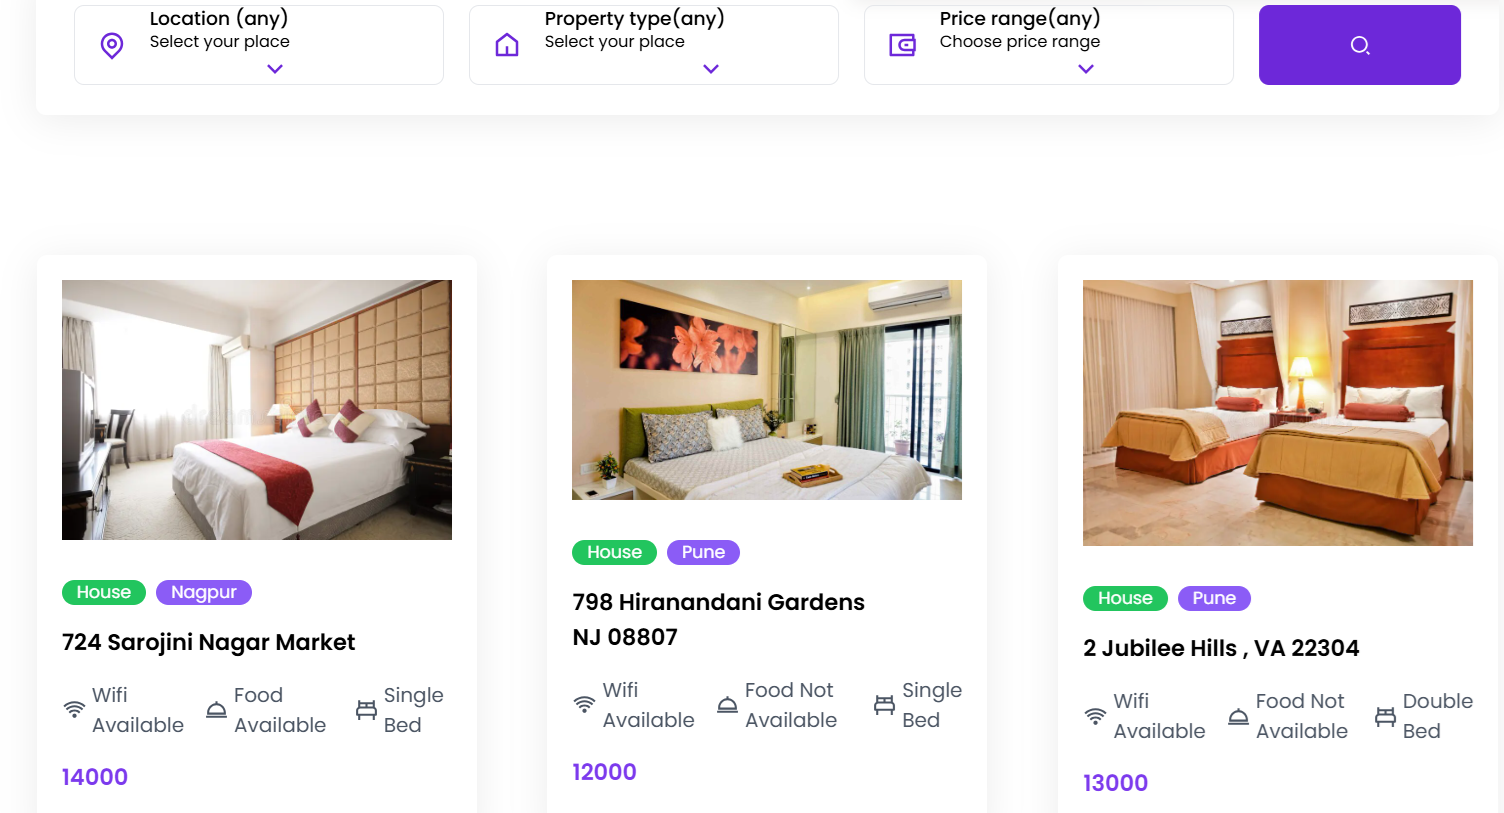 Location (any)
Select your place
Property type(any)
Select your place
Price range(any)
Choose price range
House
Nagpur
724 Sarojini Nagar Market
Wifi
Available
Food
Available
Single
Bed
14000
House
Pune
798 Hiranandani Gardens
NJ 08807
Wifi
Available
Food Not
Available
Single
Bed
12000
House
Pune
2 Jubilee Hills , VA 22304
Wifi
Available
Food Not
Available
Double
Bed
13000